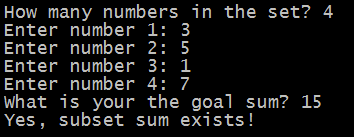 How many numbers in the set? 4
Enter number 1: 3
Enter number 2: 5
Enter number 3: 1
Enter number 4: 7
What is your the goal sum? 15
Yes, subset sum exists!